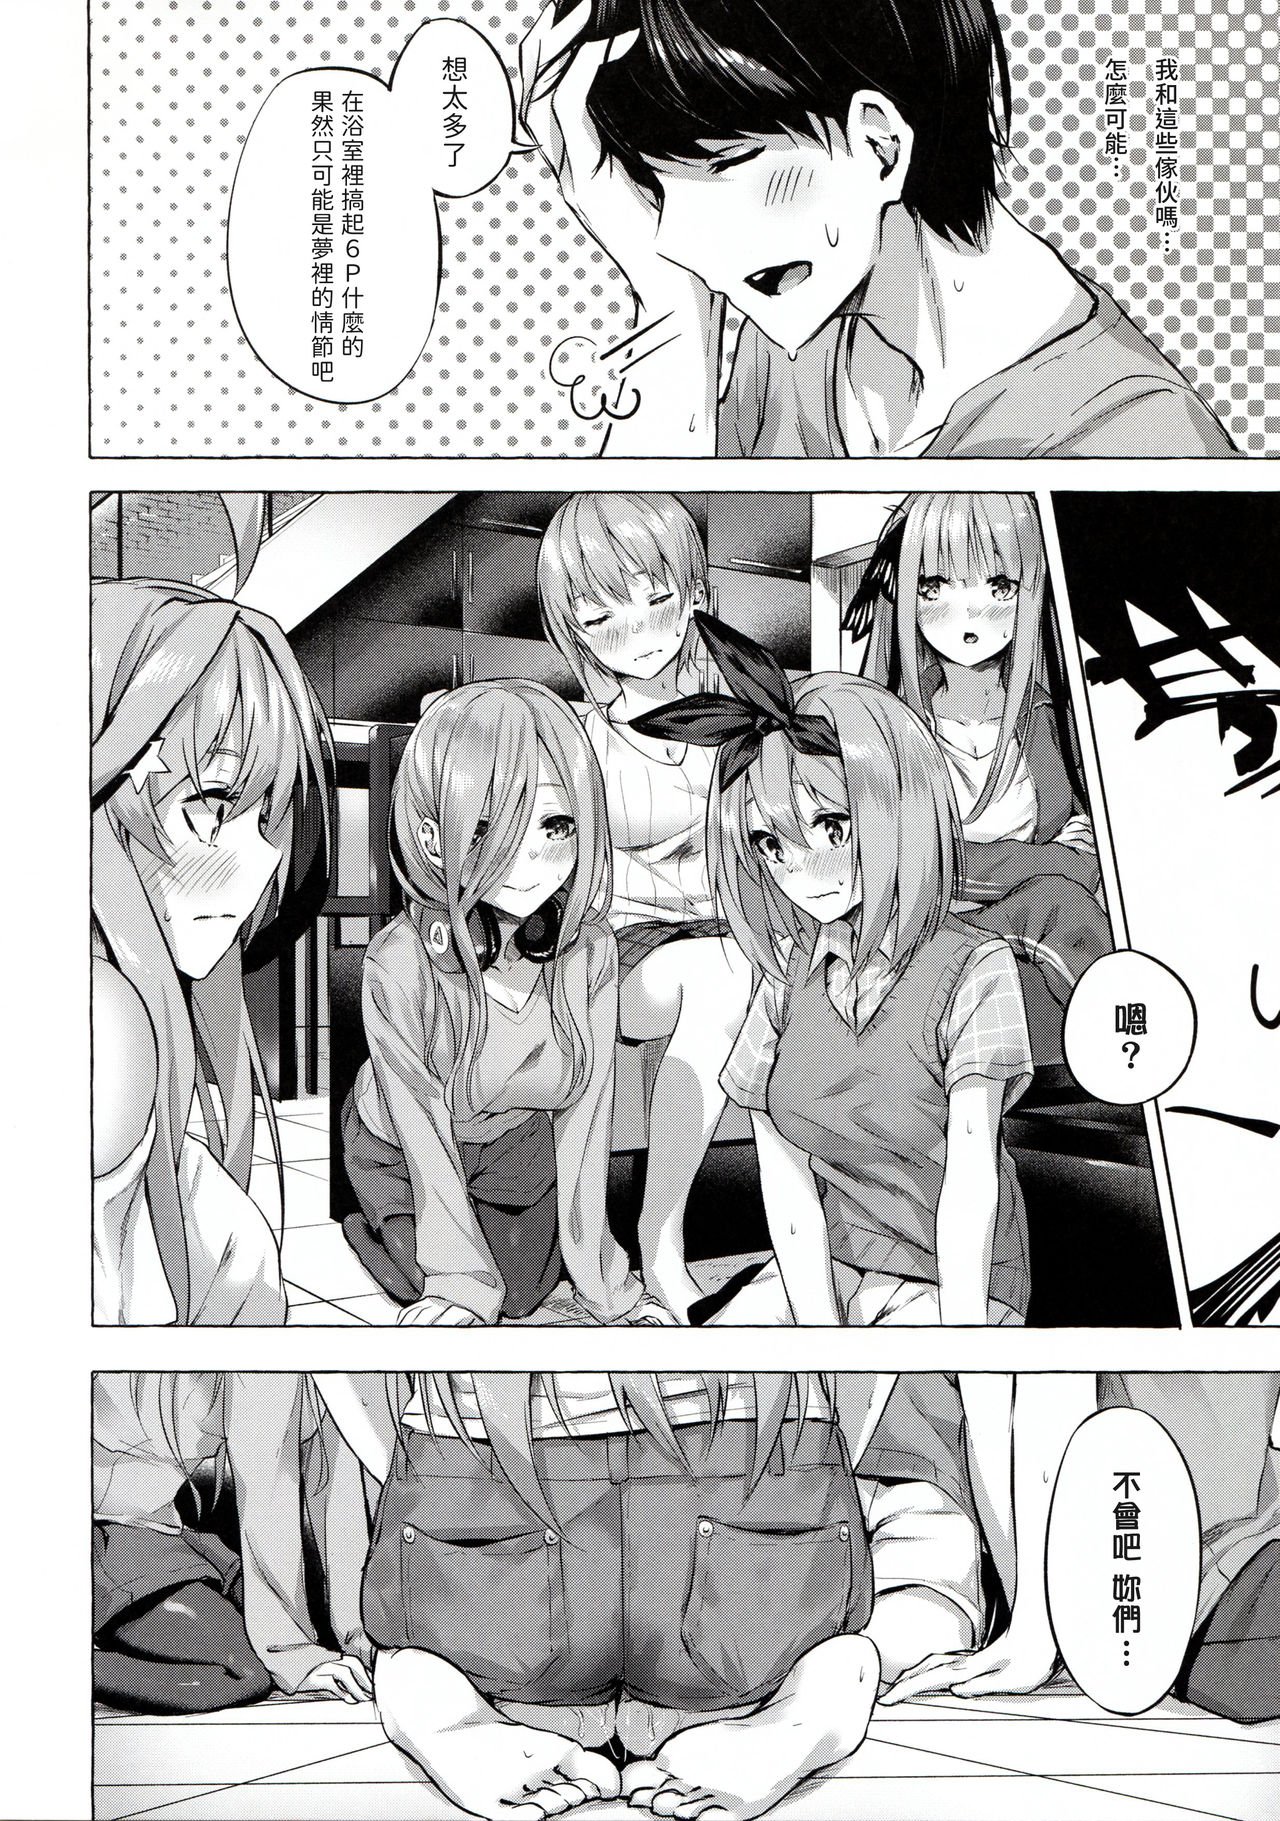 我和這些傢伙嗎…
怎麼可能…
想太多了
在浴室裡搞起6P什麼的
果然只可能是夢裡的情節吧
嗯？
不會吧 妳們…